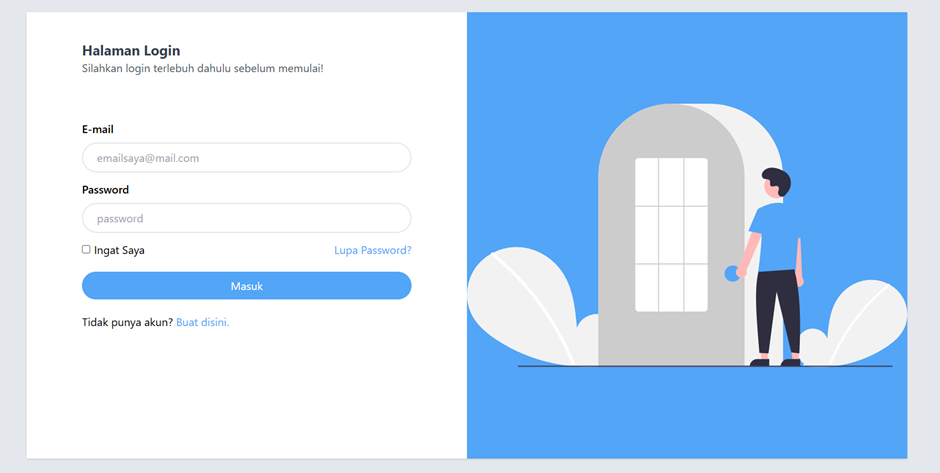 Halaman Login
Silahkan login terlebuh dahulu sebelum memulai!
E-mail
emailsaya@mail.com
Password
password
Ingat Saya Lupa Password?
Masuk
Tidak punya akun? Buat disini.